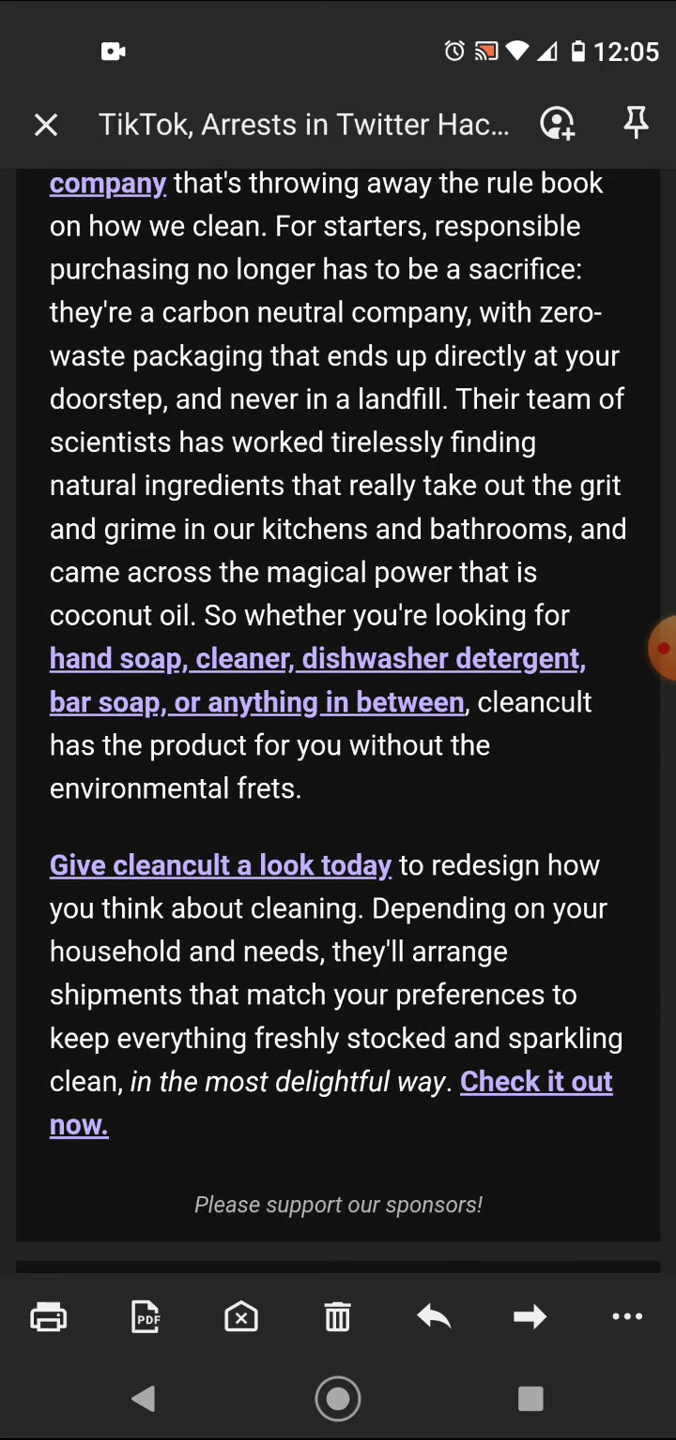 12:05
TikTok, Arrests in Twitter Hac...
company that's throwing away the rule book
on how we clean. For starters, responsible
purchasing no longer has to be a sacrifice:
they're a carbon neutral company, with zero-
waste packaging that ends up directly at your
doorstep, and never in a landfill. Their team of
scientists has worked tirelessly finding
natural ingredients that really take out the grit
and grime in our kitchens and bathrooms, and
came across the magical power that is
coconut oil. So whether you're looking for
hand soap, cleaner, dishwasher detergent,
bar soap, or anything in between, cleancult
has the product for you without the
environmental frets.
Give cleancult a look today to redesign how
you think about cleaning. Depending on your
household and needs, they'll arrange
shipments that match your preferences to
keep everything freshly stocked and sparkling
clean, in the most delightful way. Check it out
now.
Please support our sponsors!
PDF